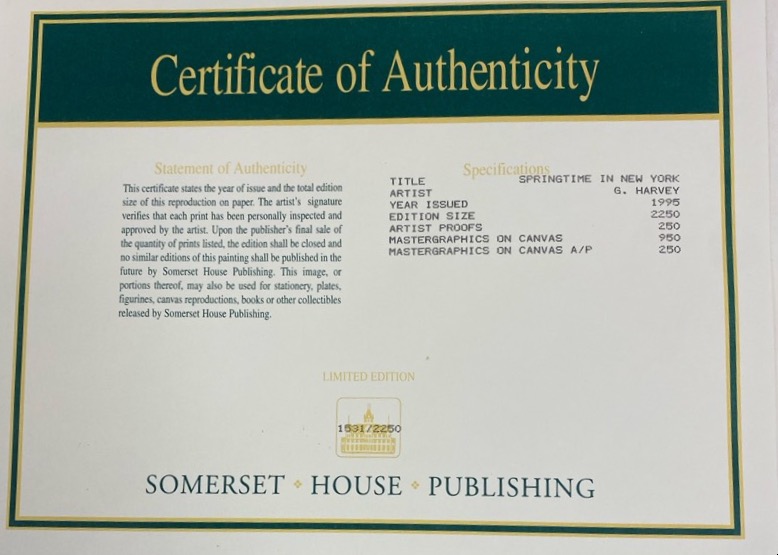 Certificate of Authenticity
Statement of Authenticity
This certificate states the year of issue and the total edition
size of this reproduction on paper. The artist's signature
verifies that each print has been personally inspected and
approved by the artist. Upon the publisher's final sale of
the quantity of prints listed, the edition shall be closed and
no similar editions of this painting shall be published in the
future by Somerset House Publishing. This image, or
portions thereof, may also be used for stationery, plates,
figurines, canvas reproductions, books or other collectibles
released by Somerset House Publishing.
Specifications
TITLE SPRINGTIME IN NEW YORK
ARTIST G. HARVEY
YEAR ISSUED 1995
EDITION SIZE 2250
ARTIST PROOFS 250
MASTERGRAPHICS ON CANVAS 950
MASTERGRAPHICS ON CANVAS A/P 250
LIMITED EDITION
1531/2250
SOMERSET HOUSE PUBLISHING